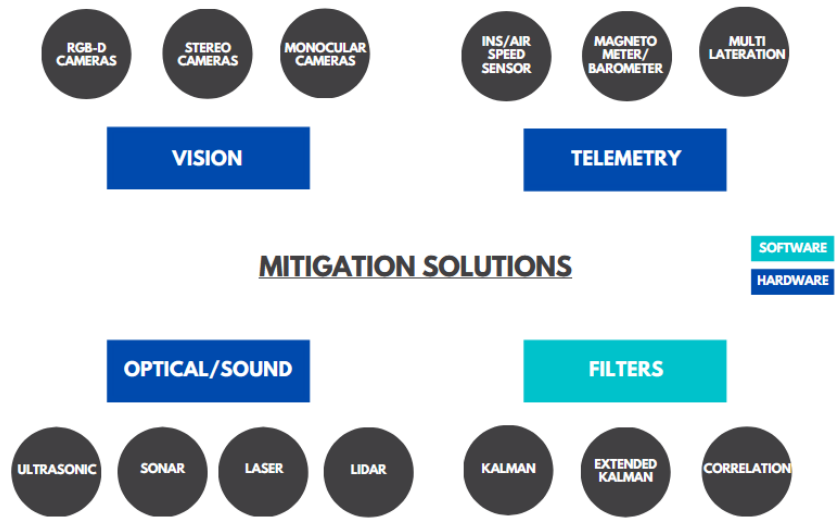 RGB-D
CAMERAS
STEREO
CAMERAS
MONOCULAR
CAMERAS
INS/AIR
SPEED
SENSOR
MAGNETO
METER/
BAROMETER
MULTI
LATERATION
VISION
TELEMETRY
MITIGATION SOLUTIONS
SOFTWARE
HARDWARE
OPTICAL/SOUND
FILTERS
ULTRASONIC
SONAR
LASER
LIDAR
KALMAN
EXTENDED
KALMAN
CORRELATION